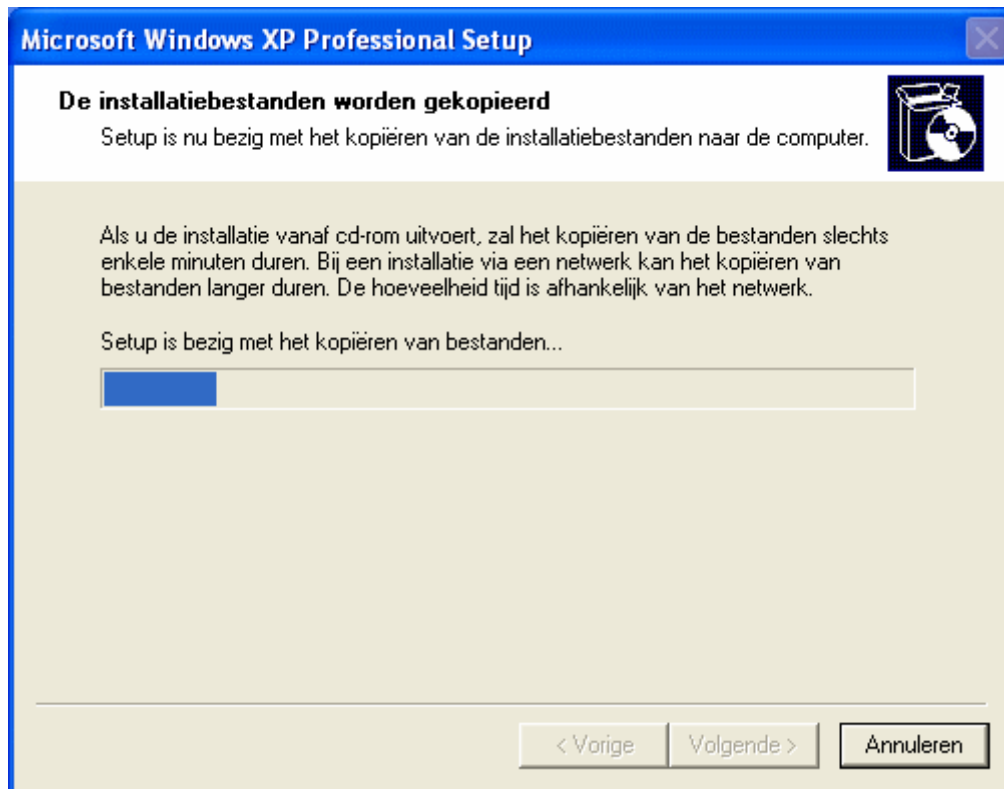 Microsoft Windows XP Professional Setup
De installatiebestanden worden gekopieerd
Setup is nu bezig met het kopiëren van de installatiebestanden naar de computer.
Als u de installatie vanaf cd-rom uitvoert, zal het kopiëren van de bestanden slechts
enkele minuten duren. Bij een installatie via een netwerk kan het kopiëren van
bestanden langer duren. De hoeveelheid tijd is afhankelijk van het netwerk.
Setup is bezig met het kopiëren van bestanden...
< Vorige
Volgende >
Annuleren